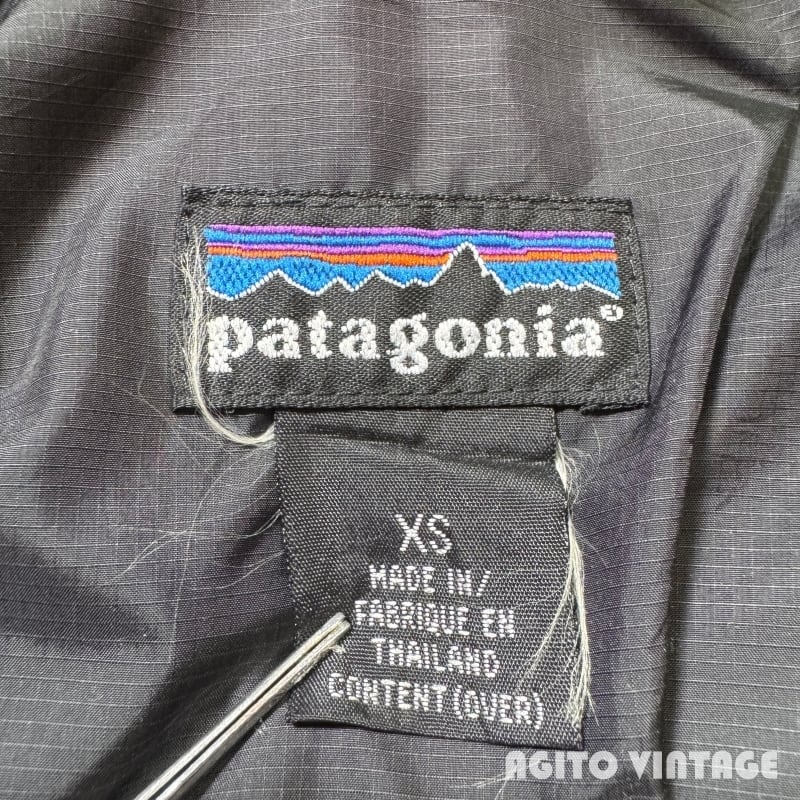 patagonia®
XS
MADE IN/
FABRIQUE EN
THAILAND
CONTENT (OVER)
AGITO VINTAGE